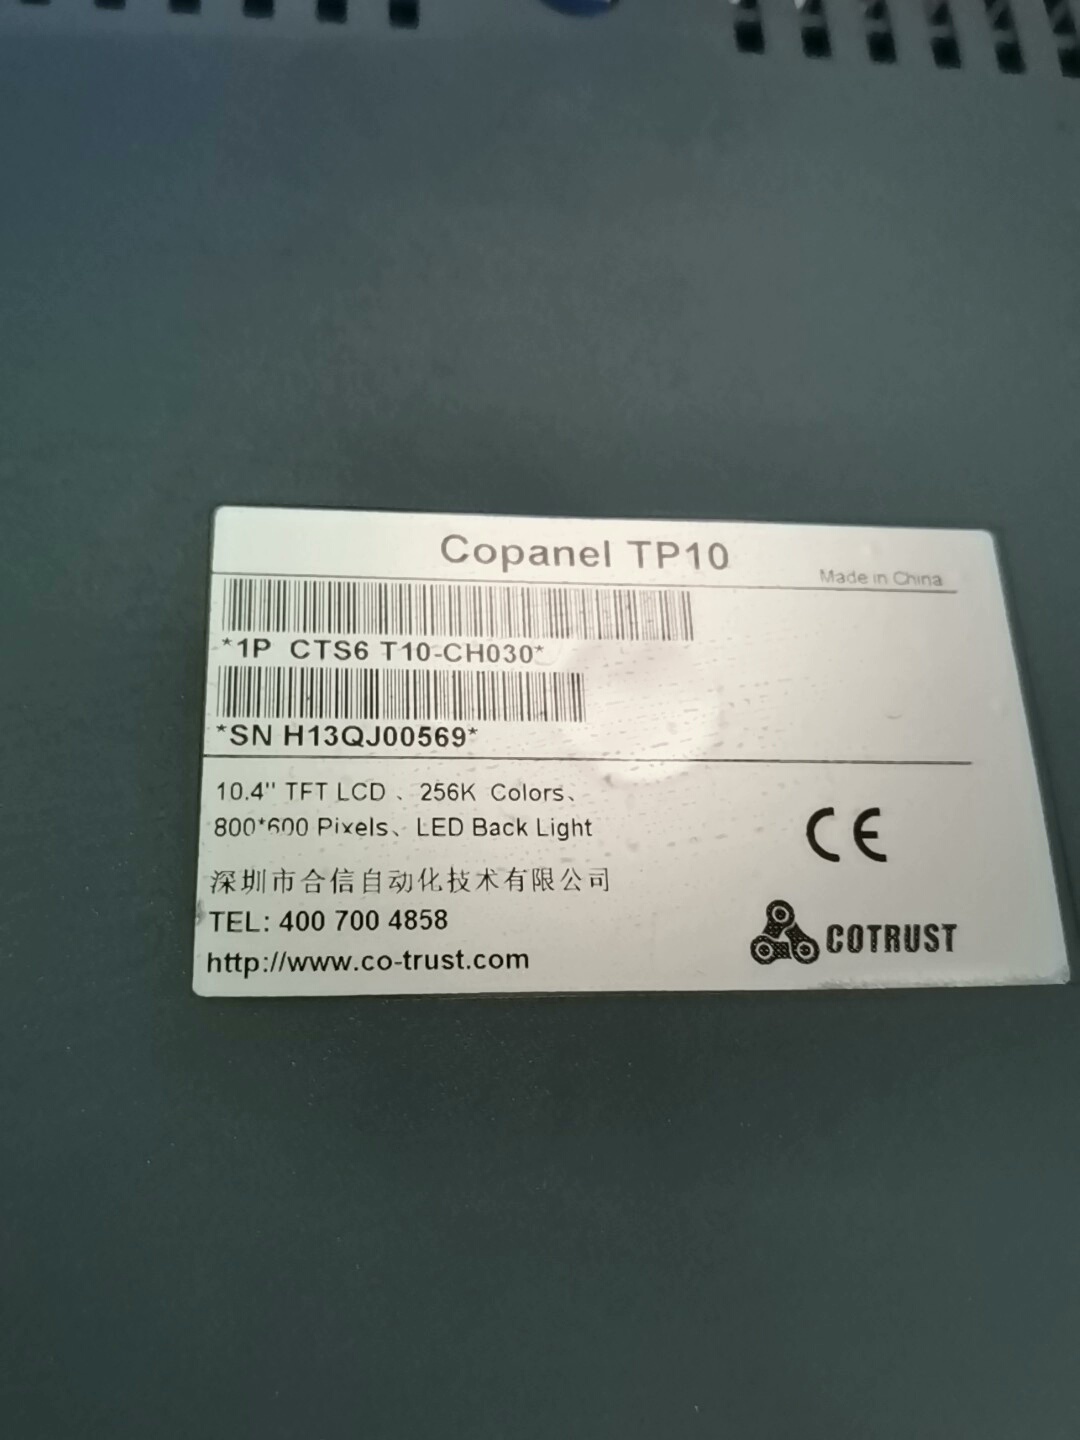 Copanel TP10
Made in China
*1P CTS6 T10-CH030*
*SN H13QJ00569*
10.4" TFT LCD 、 256K Colors、
800*600 Pixels、 LED Back Light
CE
深圳市合信自动化技术有限公司
TEL: 400 700 4858
COTRUST
http://www.co-trust.com